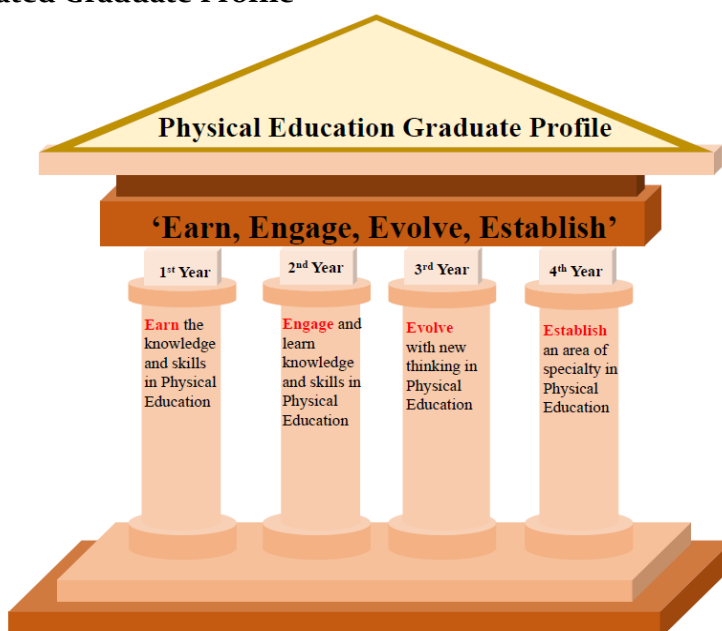 Graduate Profile
Physical Education Graduate Profile
‘Earn, Engage, Evolve, Establish’
1st Year
2nd Year
3rd Year
4th Year
Earn the
knowledge
and skills
in Physical
Education
Engage and
learn
knowledge
and skills in
Physical
Education
Evolve
with new
thinking in
Physical
Education
Establish
an area of
specialty in
Physical
Education